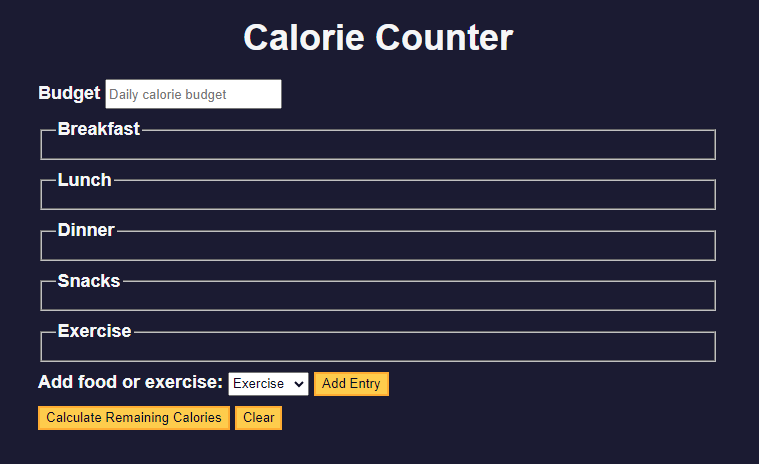 Calorie Counter
Budget Daily calorie budget
Breakfast
Lunch
Dinner
Snacks
Exercise
Add food or exercise: Exercise Add Entry
Calculate Remaining Calories Clear